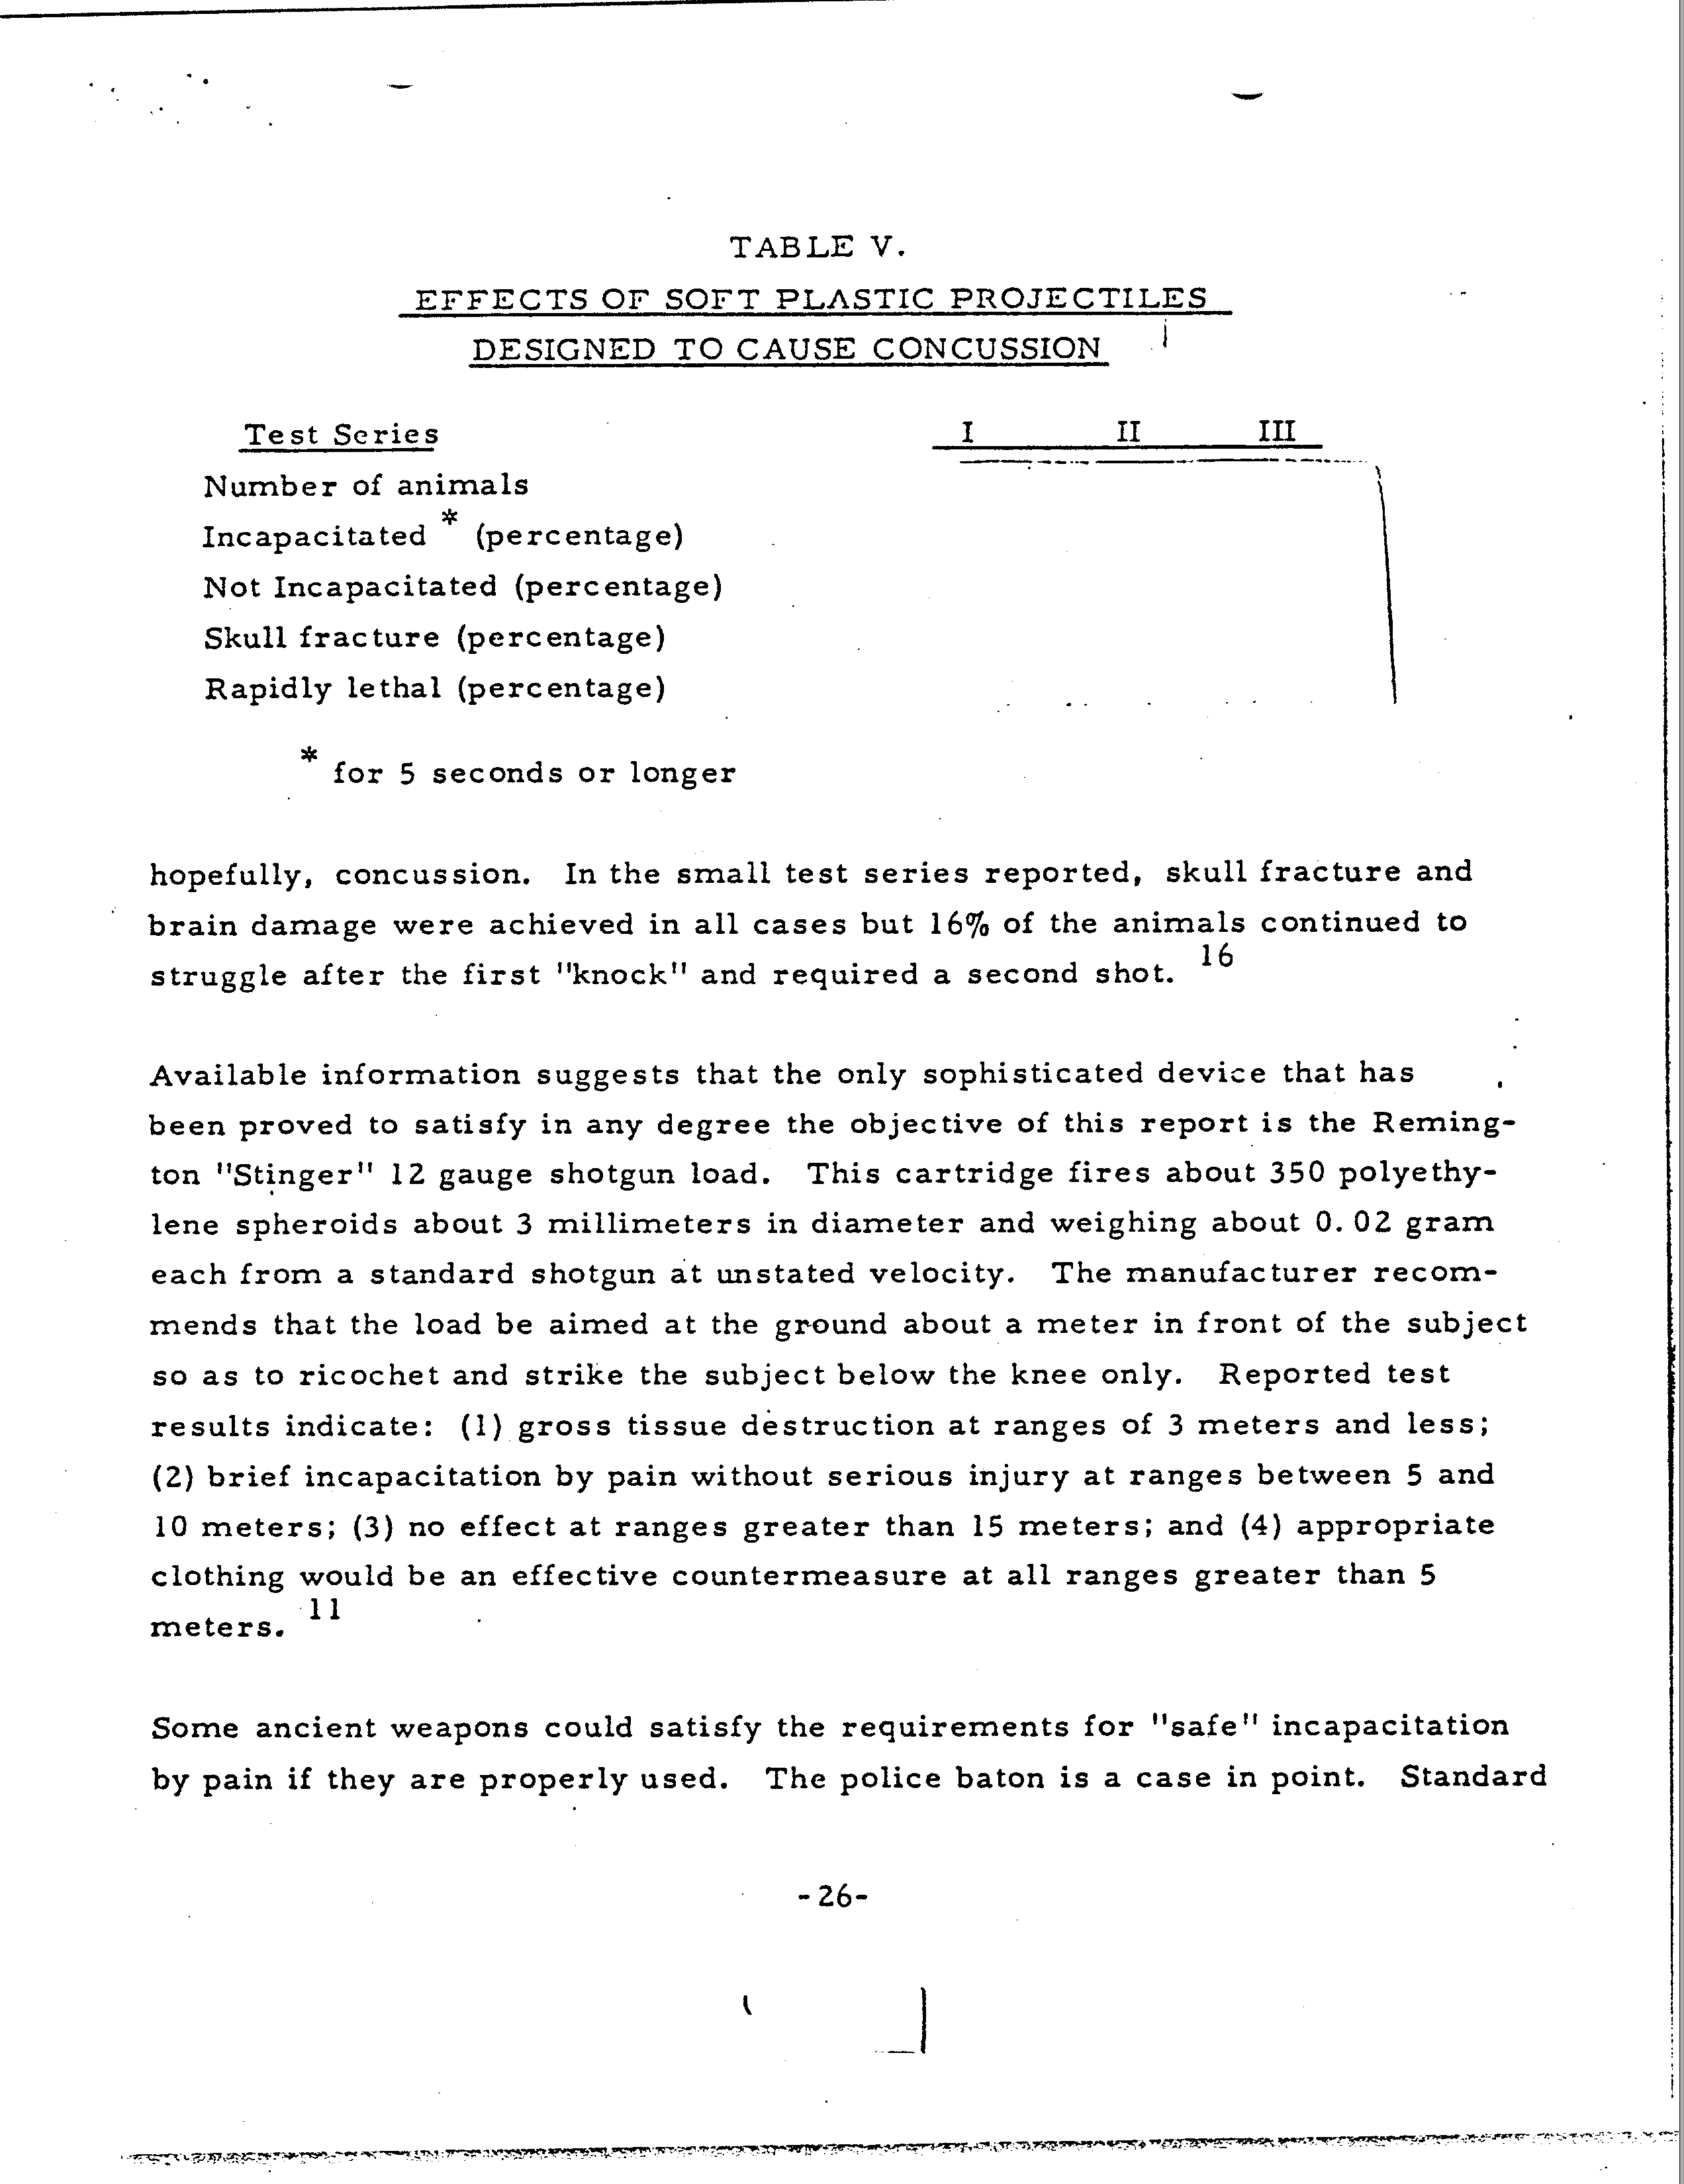 TABLE V.
EFFECTS OF SOFT PLASTIC PROJECTILES
DESIGNED TO CAUSE CONCUSSION
Test Series I II III
Number of animals
Incapacitated * (percentage)
Not Incapacitated (percentage)
Skull fracture (percentage)
Rapidly lethal (percentage)
* for 5 seconds or longer
hopefully, concussion. In the small test series reported, skull fracture and
brain damage were achieved in all cases but 16% of the animals continued to
struggle after the first "knock" and required a second shot. 16
Available information suggests that the only sophisticated device that has
been proved to satisfy in any degree the objective of this report is the Reming-
ton "Stinger" 12 gauge shotgun load. This cartridge fires about 350 polyethy-
lene spheroids about 3 millimeters in diameter and weighing about 0.02 gram
each from a standard shotgun at unstated velocity. The manufacturer recom-
mends that the load be aimed at the ground about a meter in front of the subject
so as to ricochet and strike the subject below the knee only. Reported test
results indicate: (1) gross tissue destruction at ranges of 3 meters and less;
(2) brief incapacitation by pain without serious injury at ranges between 5 and
10 meters; (3) no effect at ranges greater than 15 meters; and (4) appropriate
clothing would be an effective countermeasure at all ranges greater than 5
meters. 11
Some ancient weapons could satisfy the requirements for "safe" incapacitation
by pain if they are properly used. The police baton is a case in point. Standard
-26-